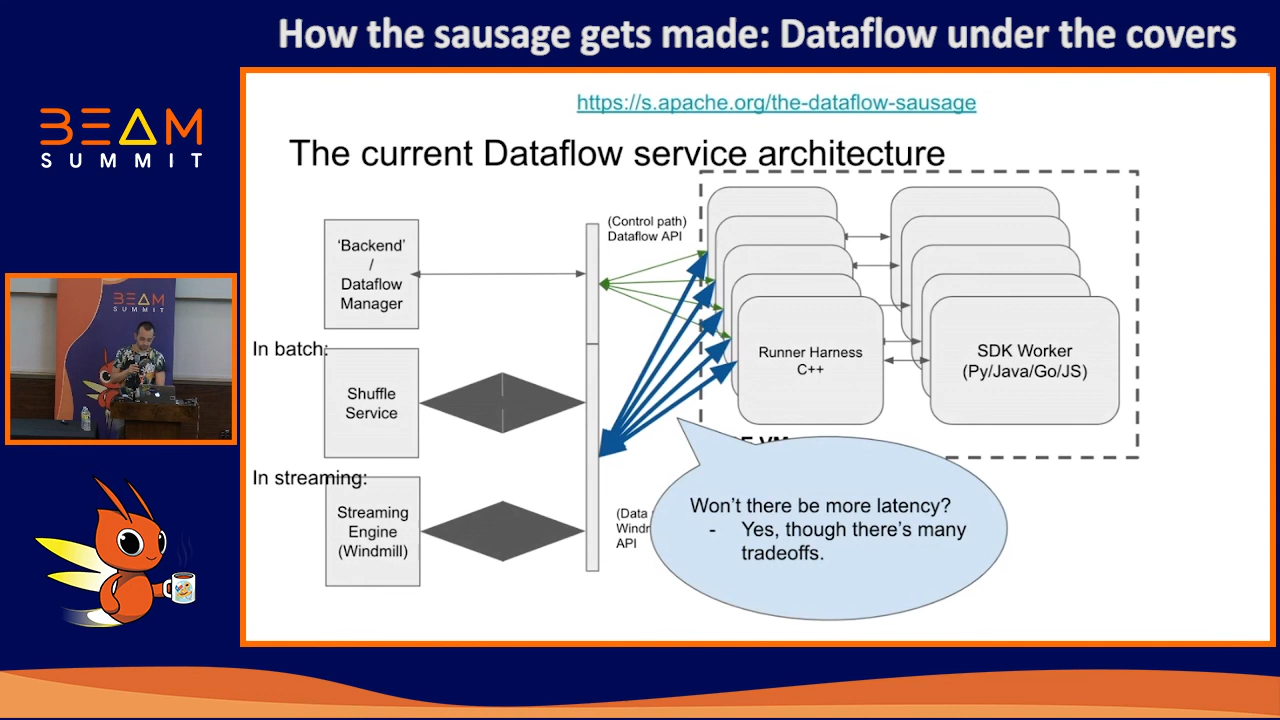 How the sausage gets made: Dataflow under the covers
BEAM
SUMMIT
https://s.apache.org/the-dataflow-sausage
The current Dataflow service architecture
'Backend'
/
Dataflow
Manager
(Control path)
Dataflow API
In batch:
Shuffle
Service
Runner Harness
C++
SDK Worker
(Py/Java/Go/JS)
In streaming:
Streaming
Engine
(Windmill)
(Data
API
Won't there be more latency?
- Yes, though there's many
tradeoffs.
BEAM
SUMMIT